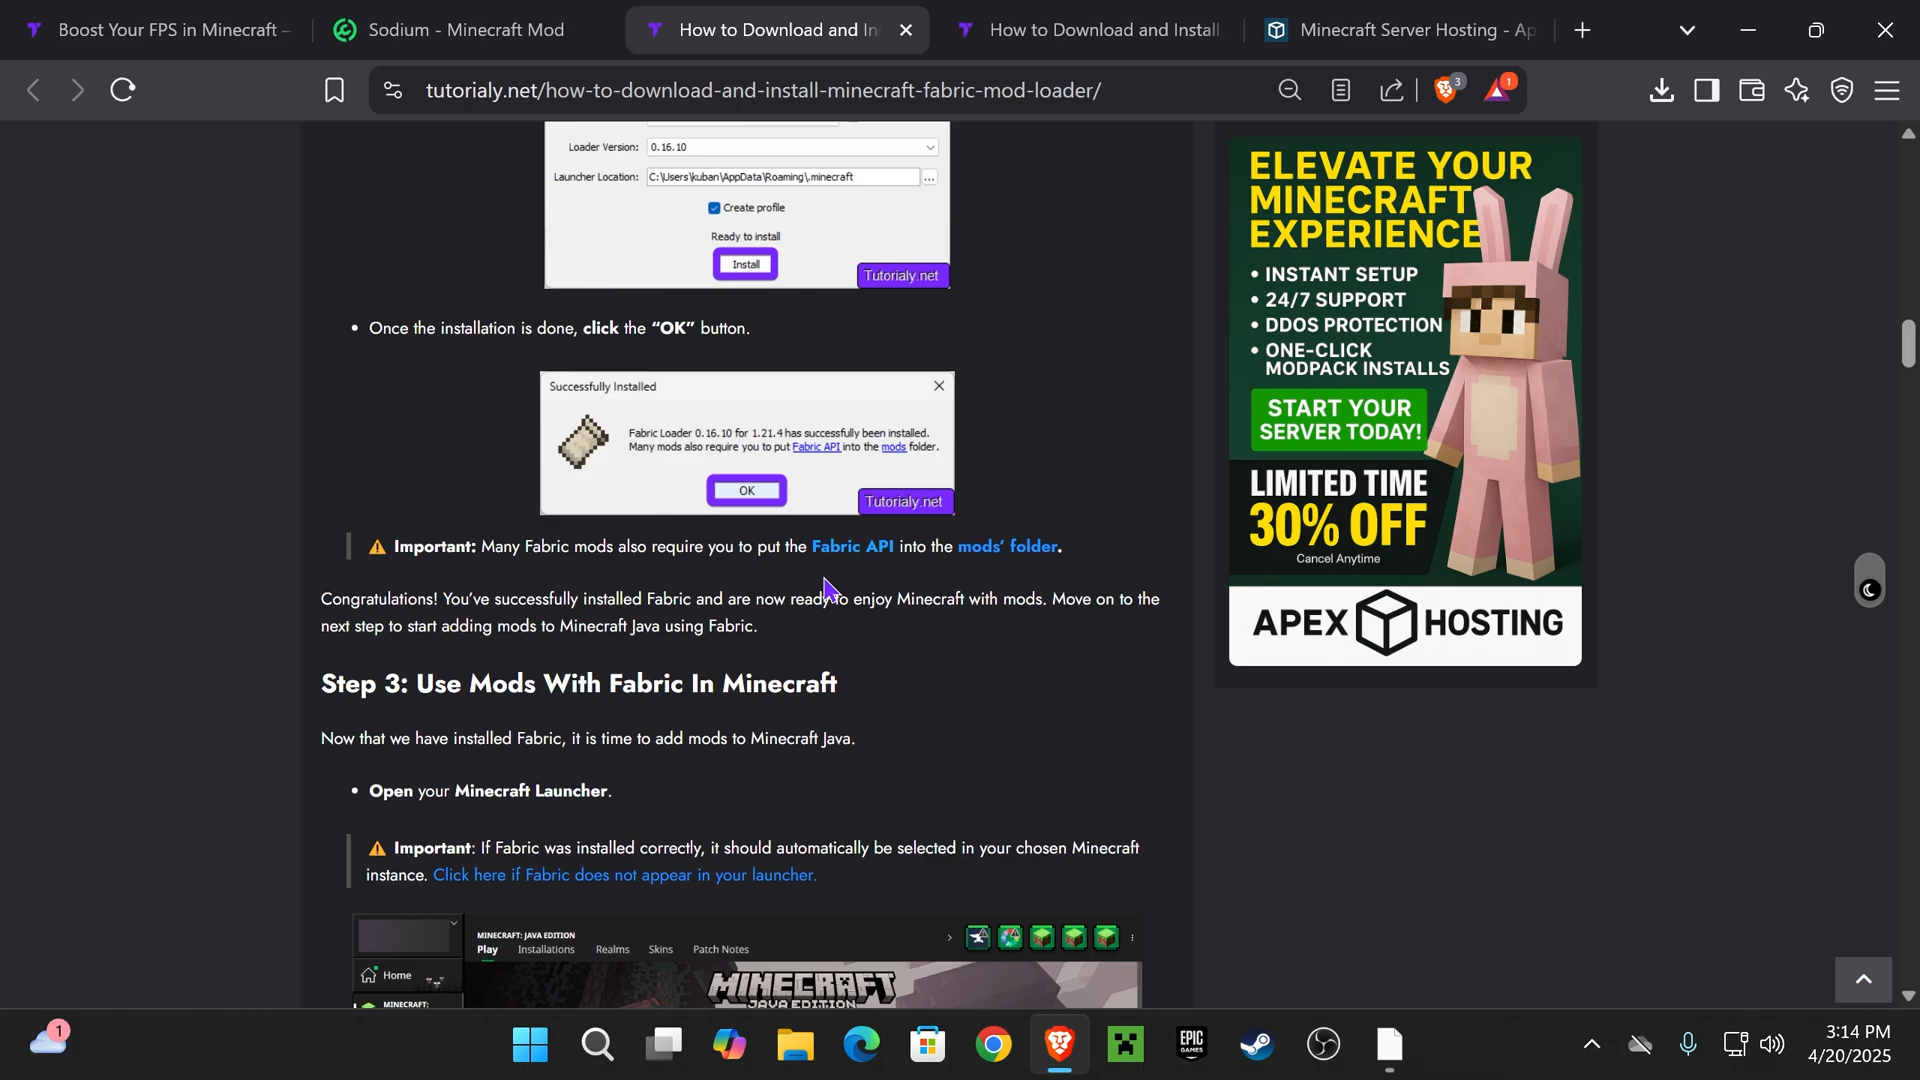 Boost Your FPS in Minecraft –
Sodium - Minecraft Mod
How to Download and In
How to Download and Install
Minecraft Server Hosting - Ap
tutorialy.net/how-to-download-and-install-minecraft-fabric-mod-loader/
3
1
Loader Version: 0.16.10
Launcher Location: C:\Users\kuban\AppData\Roaming\.minecraft ...
Create profile
Ready to install
Install
Tutorialy.net
• Once the installation is done, click the “OK” button.
Successfully Installed
Fabric Loader 0.16.10 for 1.21.4 has successfully been installed.
Many mods also require you to put Fabric API into the mods folder.
OK
Tutorialy.net
Important: Many Fabric mods also require you to put the Fabric API into the mods’ folder.
Congratulations! You’ve successfully installed Fabric and are now ready to enjoy Minecraft with mods. Move on to the
next step to start adding mods to Minecraft Java using Fabric.
Step 3: Use Mods With Fabric In Minecraft
Now that we have installed Fabric, it is time to add mods to Minecraft Java.
• Open your Minecraft Launcher.
Important: If Fabric was installed correctly, it should automatically be selected in your chosen Minecraft
instance. Click here if Fabric does not appear in your launcher.
MINECRAFT: JAVA EDITION
Play Installations Realms Skins Patch Notes
Home
MINECRAFT:
MINECRAFT
JAVA EDITION
ELEVATE YOUR
MINECRAFT
EXPERIENCE
• INSTANT SETUP
• 24/7 SUPPORT
• DDOS PROTECTION
• ONE-CLICK
MODPACK INSTALLS
START YOUR
SERVER TODAY!
LIMITED TIME
30% OFF
Cancel Anytime
APEX HOSTING
1
EPIC
GAMES
3:14 PM
4/20/2025